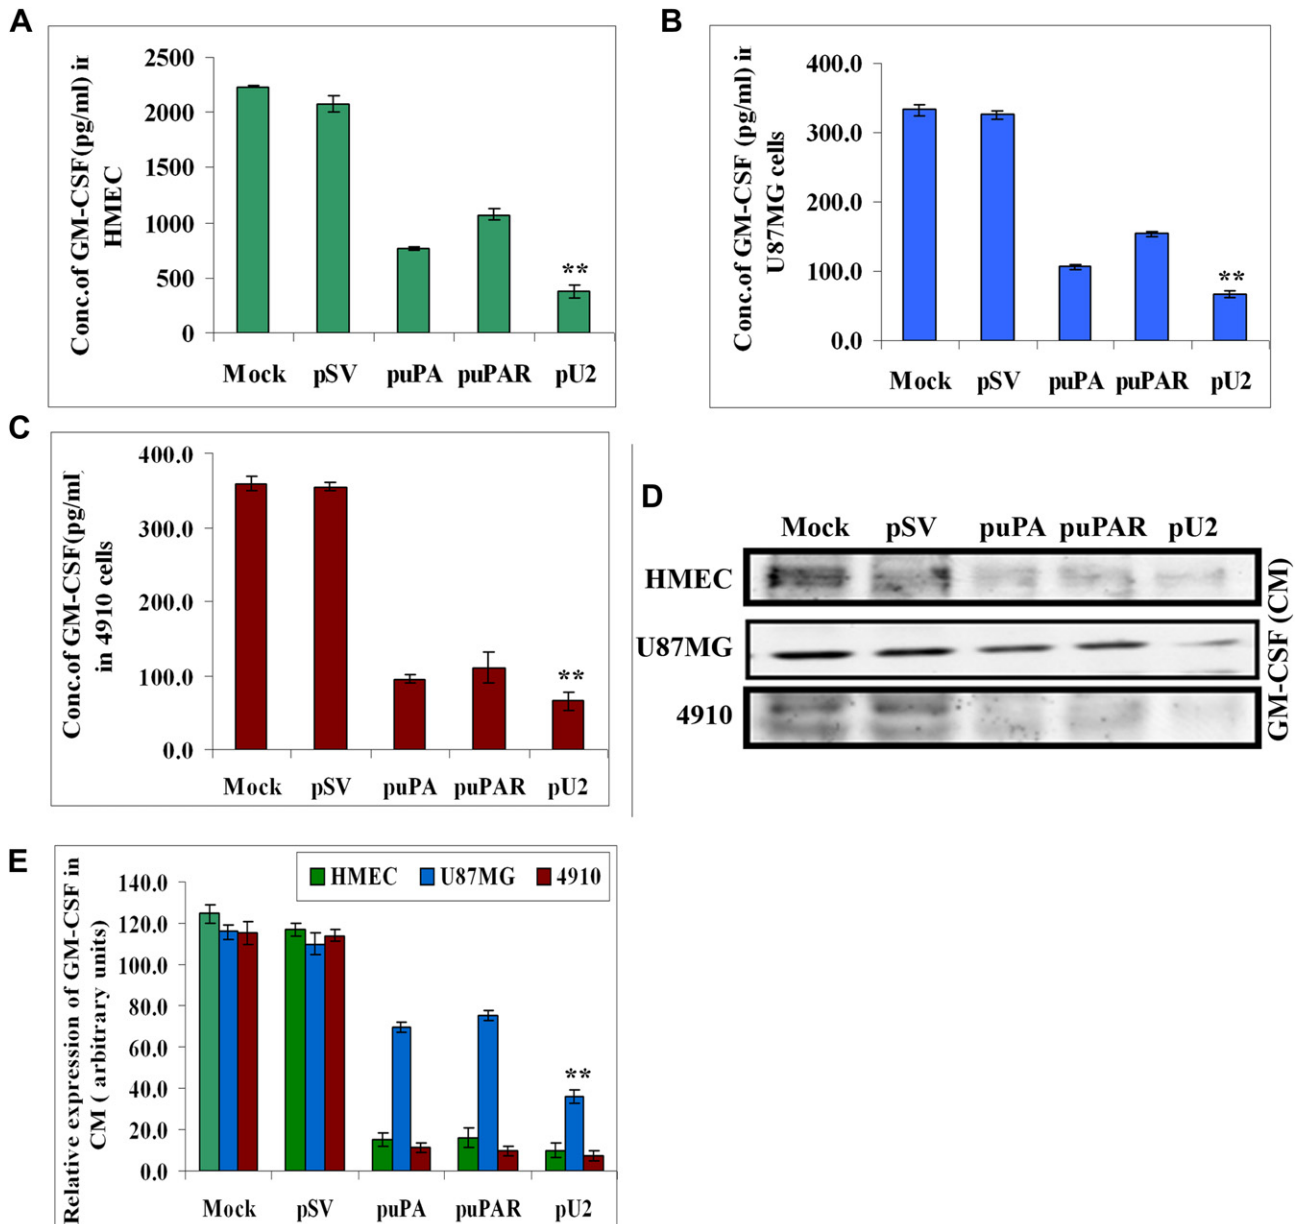 A
Conc.of GM-CSF(pg/ml) in
HMEC
2500
2000
1500
1000
500
0
**
Mock pSV puPA puPAR pU2
B
Conc.of GM-CSF (pg/ml) in
U87MG cells
400.0
300.0
200.0
100.0
0.0
**
Mock pSV puPA puPAR pU2
C
Conc.of GM-CSF(pg/ml
in 4910 cells
400.0
300.0
200.0
100.0
0.0
**
Mock pSV puPA puPAR pU2
D
Mock pSV puPA puPAR pU2
HMEC
U87MG
4910
GM-CSF (CM)
E
Relative expression of GM-CSF in
CM ( arbitrary units)
HMEC U87MG 4910
140.0
120.0
100.0
80.0
60.0
40.0
20.0
0.0
**
Mock pSV puPA puPAR pU2